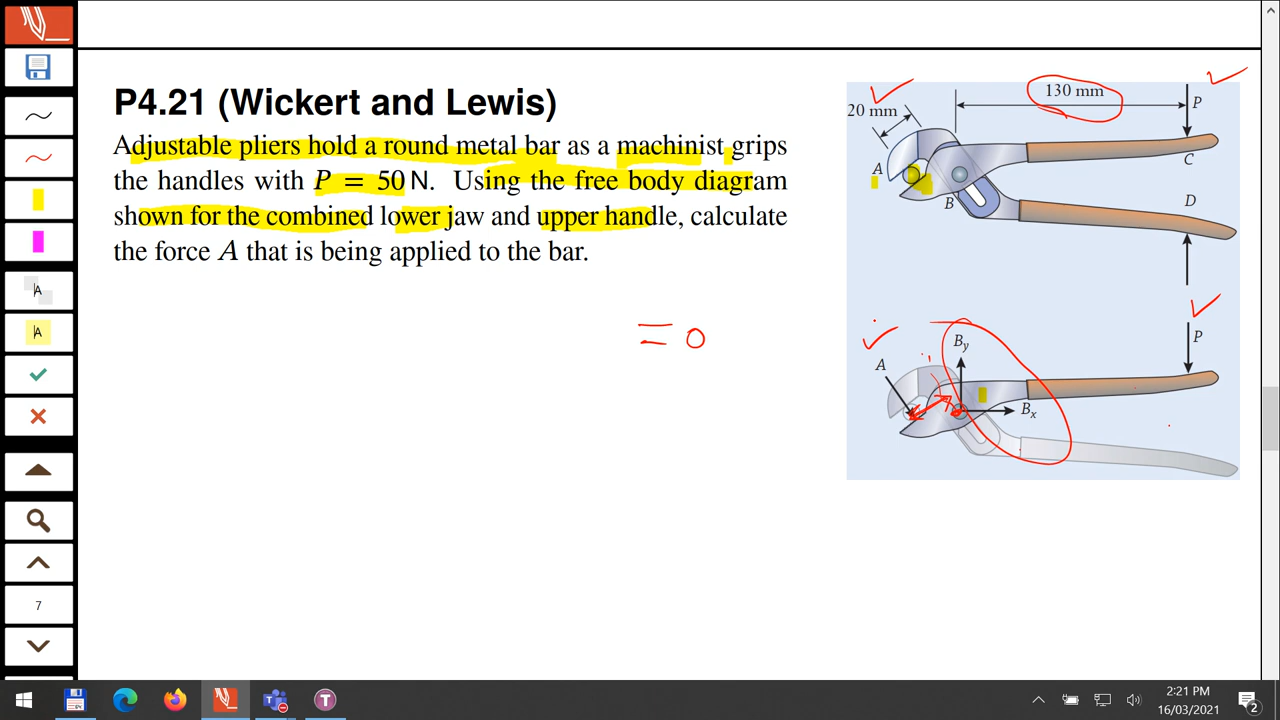 P4.21 (Wickert and Lewis)
Adjustable pliers hold a round metal bar as a machinist grips
the handles with P = 50 N. Using the free body diagram
shown for the combined lower jaw and upper handle, calculate
the force A that is being applied to the bar.
= 0
130 mm
P
20 mm
A
C
B
D
P
By
A
Bx
A
A
7
T
2:21 PM
16/03/2021
2